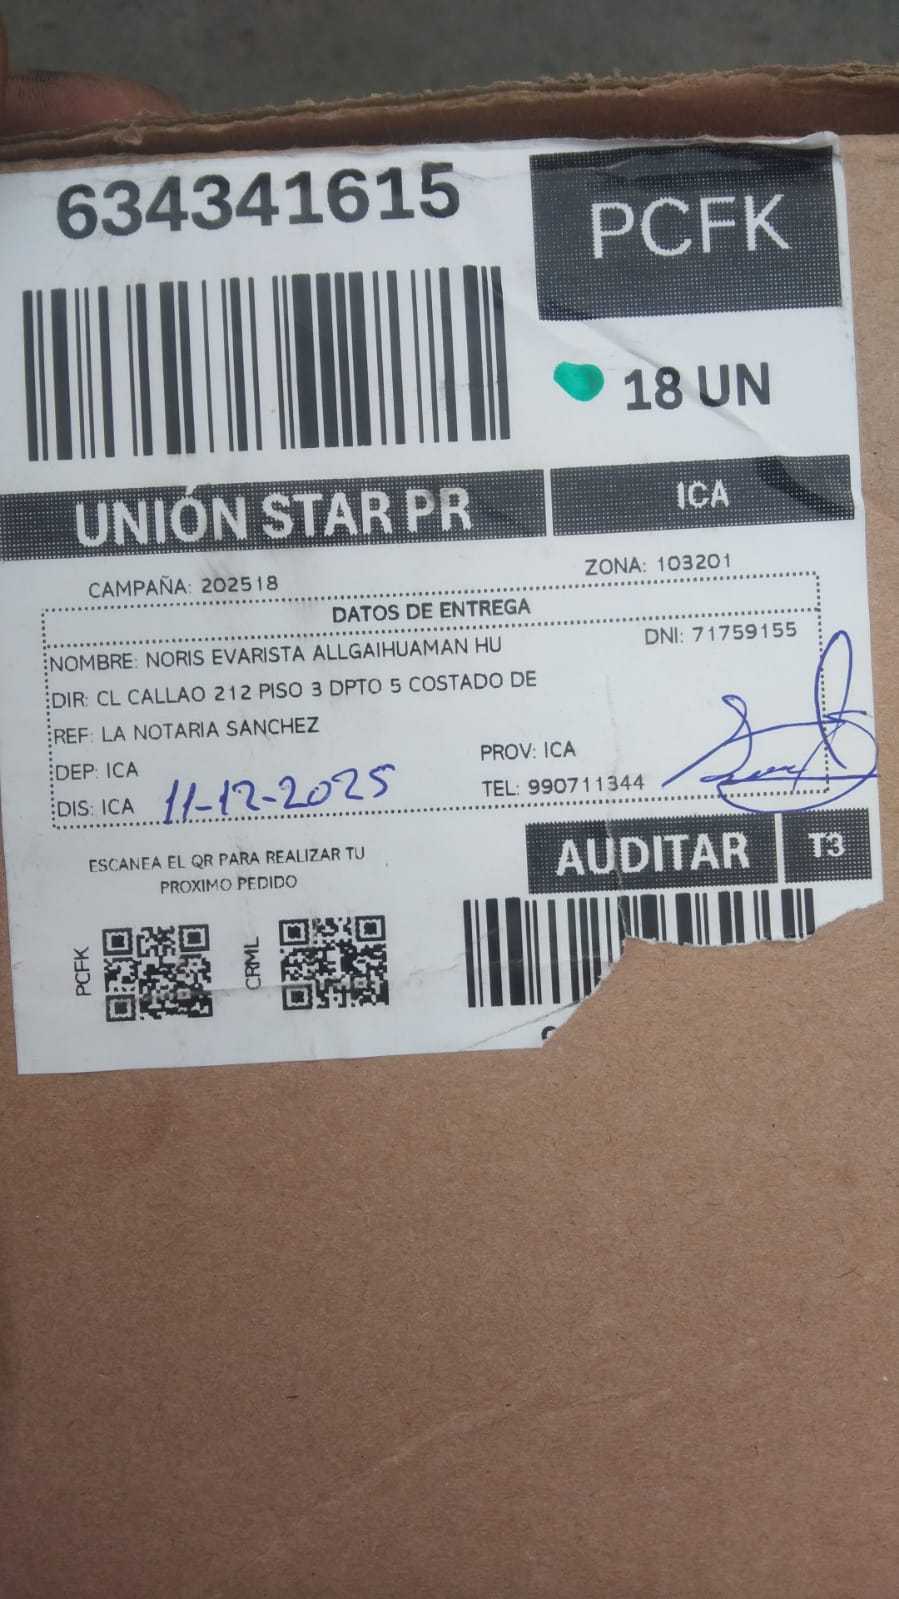 634341615
PCFK
18 UN
UNIÓN STAR PR
ICA
CAMPAÑA: 202518
ZONA: 103201
DATOS DE ENTREGA
NOMBRE: NORIS EVARISTA ALLGAIHUAMAN HU
DNI: 71759155
DIR: CL CALLAO 212 PISO 3 DPTO 5 COSTADO DE
REF: LA NOTARIA SANCHEZ
DEP: ICA
PROV: ICA
DIS: ICA 11-12-2025
TEL: 990711344
ESCANEA EL QR PARA REALIZAR TU
PROXIMO PEDIDO
AUDITAR
T3
PCFK
CRML